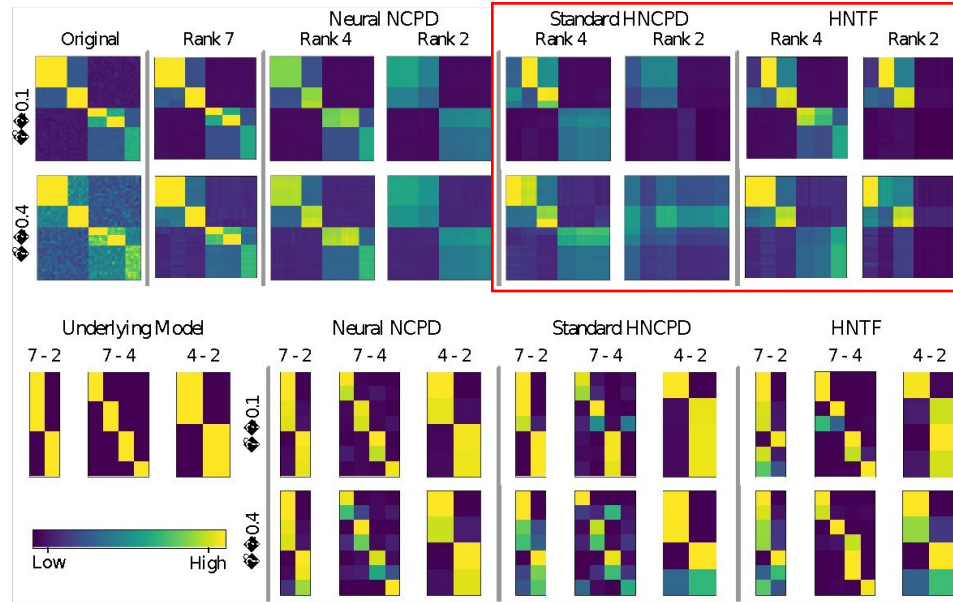 Neural NCPD Standard HNCPD HNTF
Original Rank 7 Rank 4 Rank 2 Rank 4 Rank 2 Rank 4 Rank 2
0.1
0.4
Underlying Model Neural NCPD Standard HNCPD HNTF
7 - 2 7 - 4 4 - 2 7 - 2 7 - 4 4 - 2 7 - 2 7 - 4 4 - 2 7 - 2 7 - 4 4 - 2
0.1
0.4
Low High